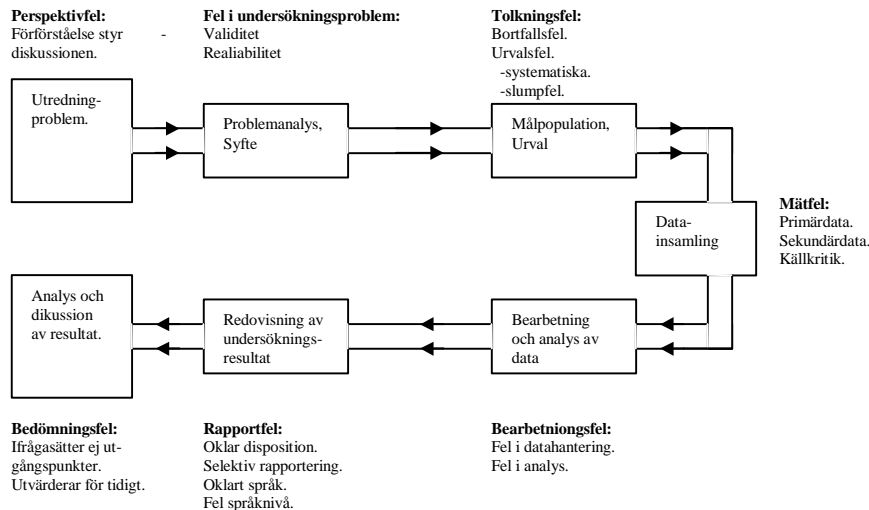 Perspektivfel:
Förförståelse styr -
diskussionen.
Fel i undersökningsproblem:
Validitet
Realiabilitet
Tolkningsfel:
Bortfallsfel.
Urvalsfel.
-systematiska.
-slumpfel.
Utredning-
problem.
Problemanalys,
Syfte
Målpopulation,
Urval
Data-
insamling
Mätfel:
Primärdata.
Sekundärdata.
Källkritik.
Analys och
dikussion
av resultat.
Redovisning av
undersöknings-
resultat
Bearbetning
och analys av
data
Bedömningsfel:
Ifrågasätter ej ut-
gångspunkter.
Utvärderar för tidigt.
Rapportfel:
Oklar disposition.
Selektiv rapportering.
Oklart språk.
Fel språknivå.
Bearbetniongsfel:
Fel i datahantering.
Fel i analys.